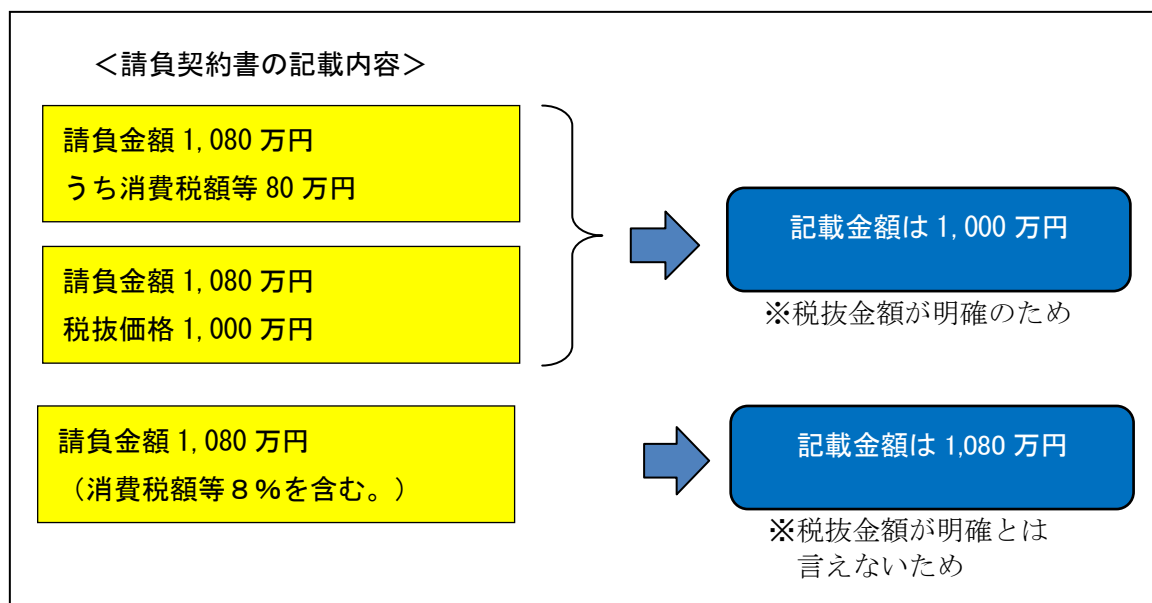 ＜請負契約書の記載内容＞
請負金額 1,080 万円
うち消費税額等 80 万円
請負金額 1,080 万円
税抜価格 1,000 万円
記載金額は 1,000 万円
※税抜金額が明確のため
請負金額 1,080 万円
（消費税額等８％を含む。）
記載金額は 1,080 万円
※税抜金額が明確とは
言えないため